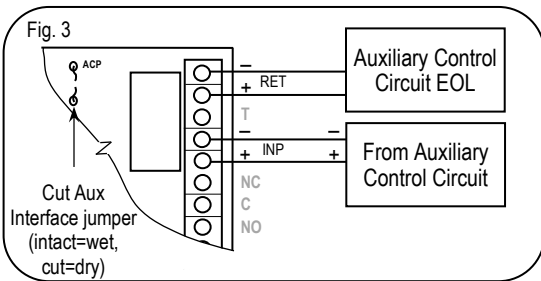 Fig. 3
ACP
Cut Aux
Interface jumper
(intact=wet,
cut=dry)
–
+ RET
T
– –
+ INP +
NC
C
NO
Auxiliary Control
Circuit EOL
From Auxiliary
Control Circuit